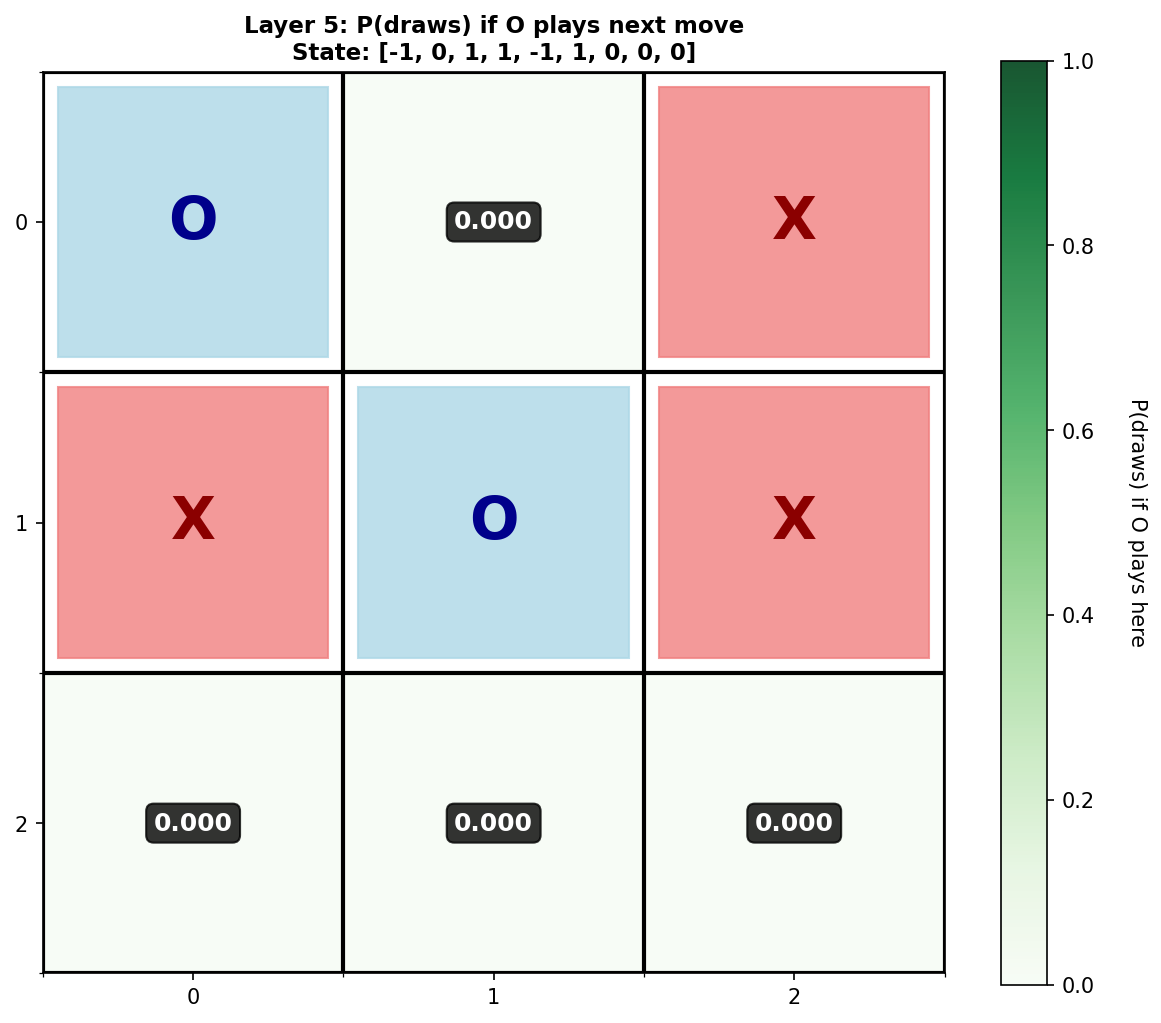 Layer 5: P(draws) if O plays next move
State: [-1, 0, 1, 1, -1, 1, 0, 0, 0]
0
O
0.000
X
1
X
O
X
2
0.000
0.000
0.000
0
1
2
1.0
0.8
0.6
0.4
0.2
0.0
P(draws) if O plays here